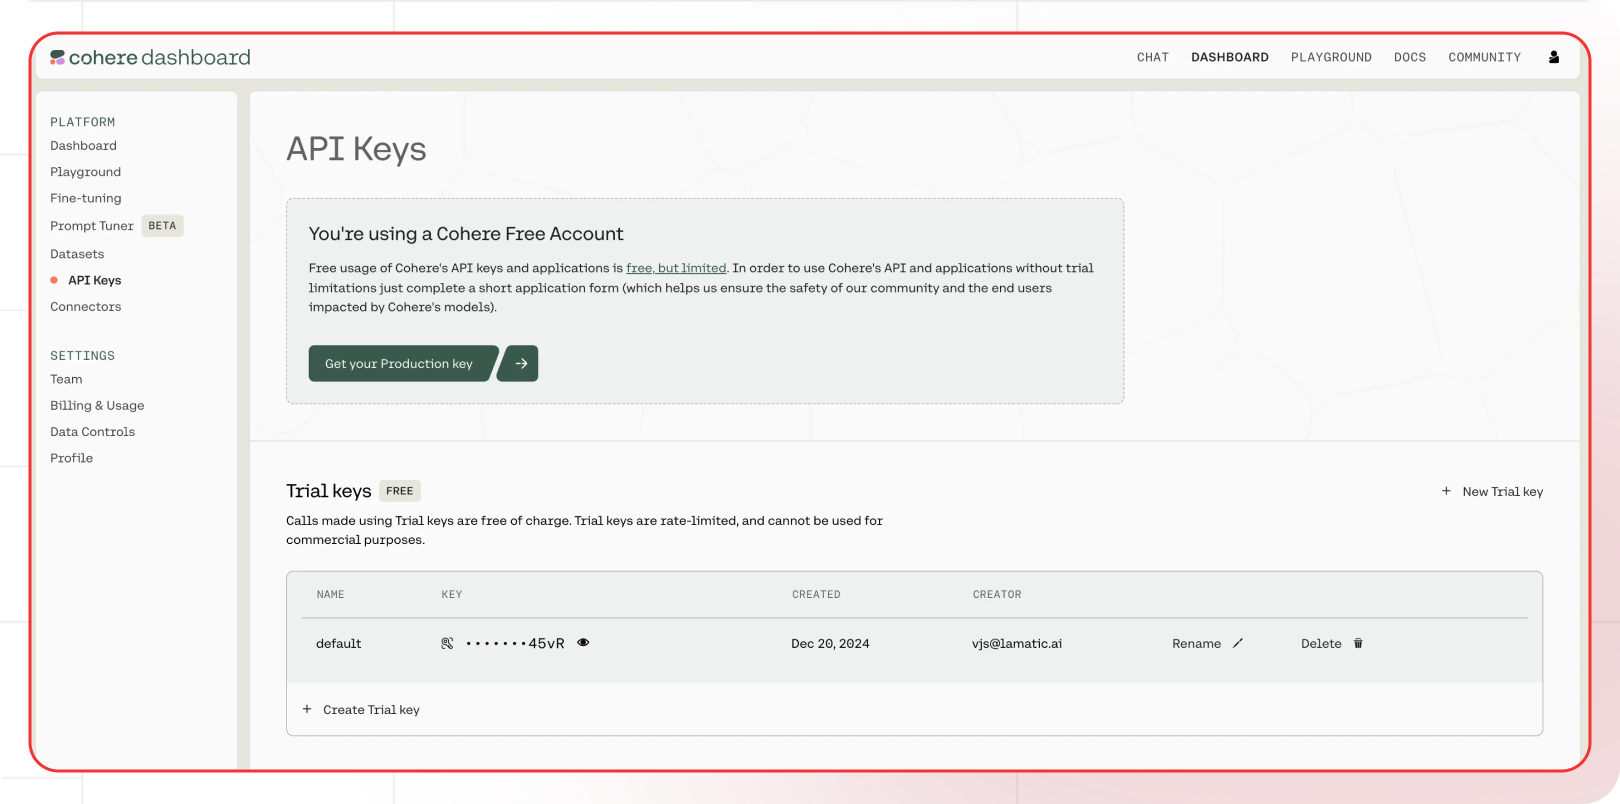 cohere dashboard
CHAT DASHBOARD PLAYGROUND DOCS COMMUNITY
PLATFORM
Dashboard
Playground
Fine-tuning
Prompt Tuner BETA
Datasets
API Keys
Connectors
SETTINGS
Team
Billing & Usage
Data Controls
Profile
API Keys
You're using a Cohere Free Account
Free usage of Cohere's API keys and applications is free, but limited. In order to use Cohere's API and applications without trial
limitations just complete a short application form (which helps us ensure the safety of our community and the end users
impacted by Cohere's models).
Get your Production key →
Trial keys FREE
+ New Trial key
Calls made using Trial keys are free of charge. Trial keys are rate-limited, and cannot be used for
commercial purposes.
NAME KEY CREATED CREATOR
default •••••••45vR Dec 20, 2024 vjs@lamatic.ai Rename Delete
+ Create Trial key